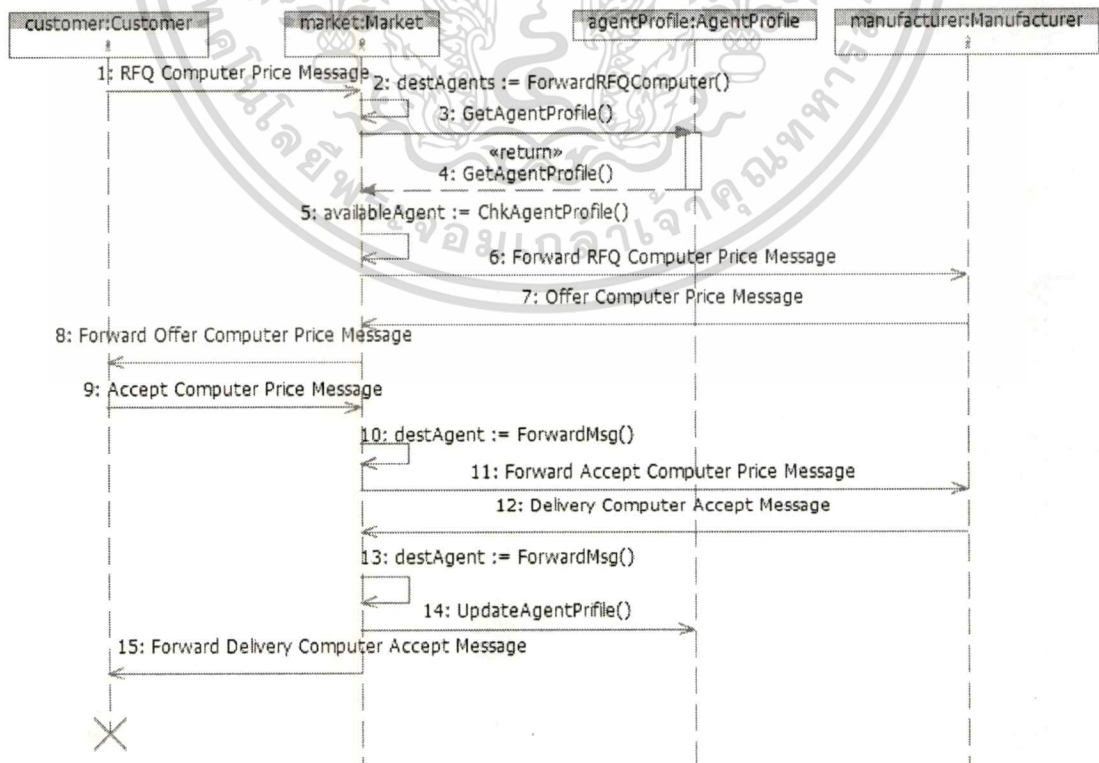 customer:Customer
market:Market
agentProfile:AgentProfile
manufacturer:Manufacturer
1: RFQ Computer Price Message
2: destAgents := ForwardRFQComputer()
3: GetAgentProfile()
«return»
4: GetAgentProfile()
5: availableAgent := ChkAgentProfile()
6: Forward RFQ Computer Price Message
7: Offer Computer Price Message
8: Forward Offer Computer Price Message
9: Accept Computer Price Message
10: destAgent := ForwardMsg()
11: Forward Accept Computer Price Message
12: Delivery Computer Accept Message
13: destAgent := ForwardMsg()
14: UpdateAgentPrifile()
15: Forward Delivery Computer Accept Message